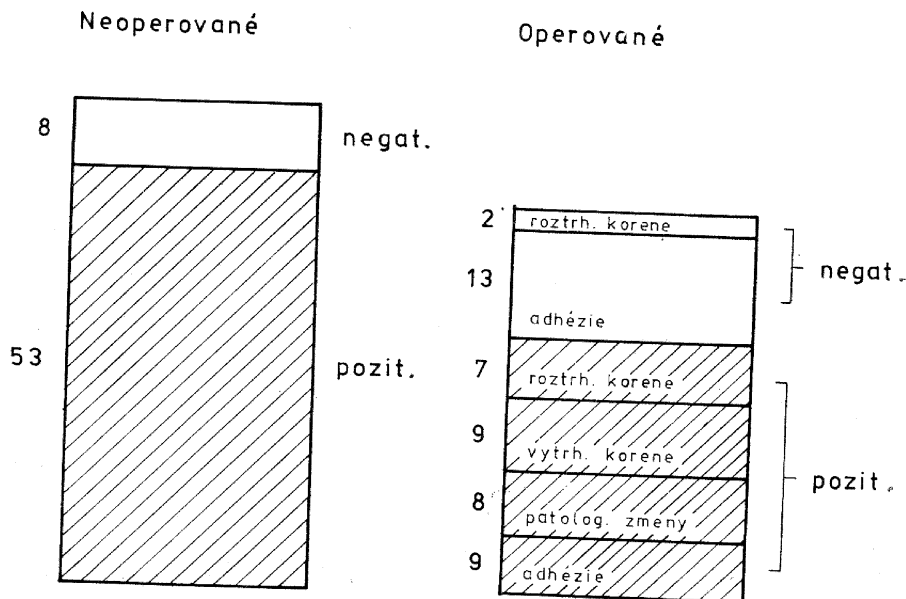 Neoperované
8
negat.
53
pozit.
Operované
2
roztrh. korene
negat.
13
adhézie
7
roztrh. korene
9
vytrh. korene
pozit.
8
patolog. zmeny
9
adhézie